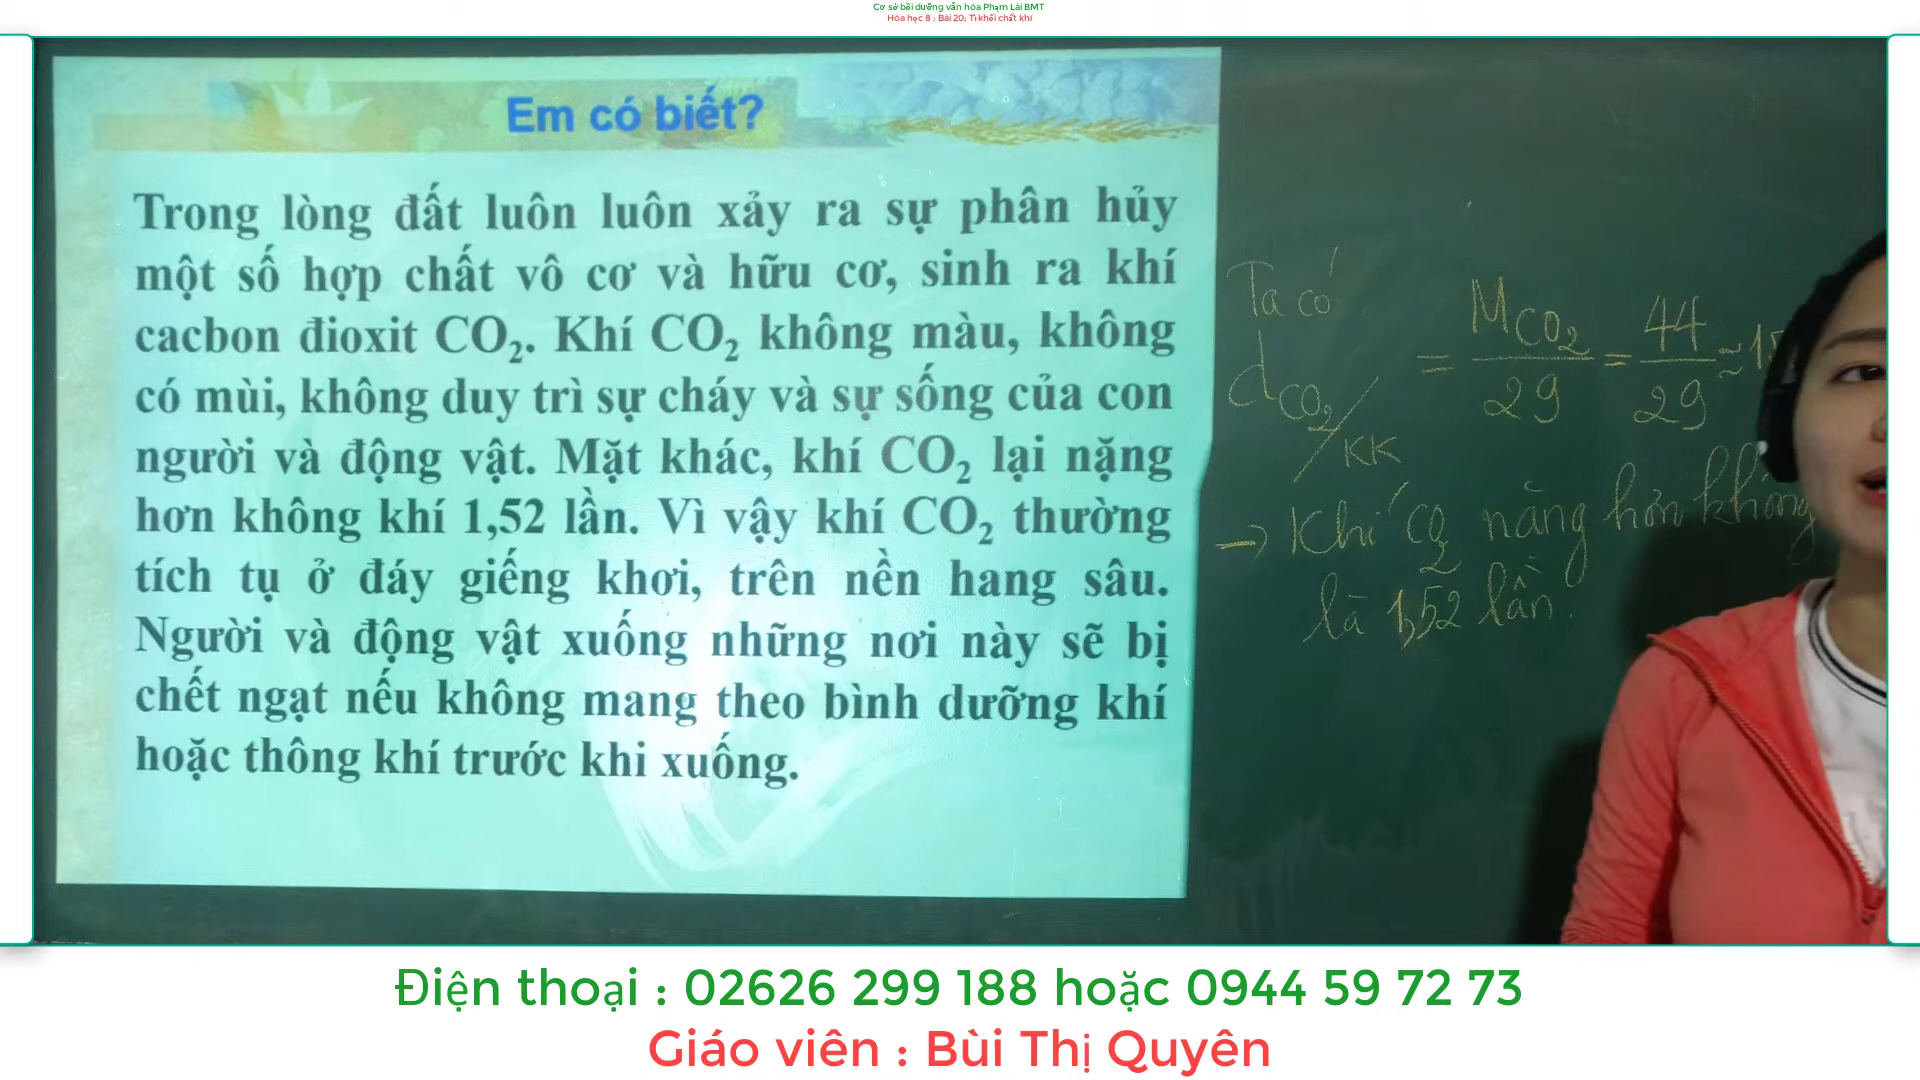 Cơ sở bồi dưỡng văn hóa Phạm Lài BMT
Hóa học 8 : Bài 20: Tỉ khối chất khí
Em có biết?
Trong lòng đất luôn luôn xảy ra sự phân hủy
một số hợp chất vô cơ và hữu cơ, sinh ra khí
cacbon đioxit CO₂. Khí CO₂ không màu, không
có mùi, không duy trì sự cháy và sự sống của con
người và động vật. Mặt khác, khí CO₂ lại nặng
hơn không khí 1,52 lần. Vì vậy khí CO₂ thường
tích tụ ở đáy giếng khơi, trên nền hang sâu.
Người và động vật xuống những nơi này sẽ bị
chết ngạt nếu không mang theo bình dưỡng khí
hoặc thông khí trước khi xuống.
Ta có
d CO₂/KK = M CO₂ / 29 = 44/29 ≈
→ Khí CO₂ nặng hơn không
là 1,52 lần.
Điện thoại : 02626 299 188 hoặc 0944 59 72 73
Giáo viên : Bùi Thị Quyên